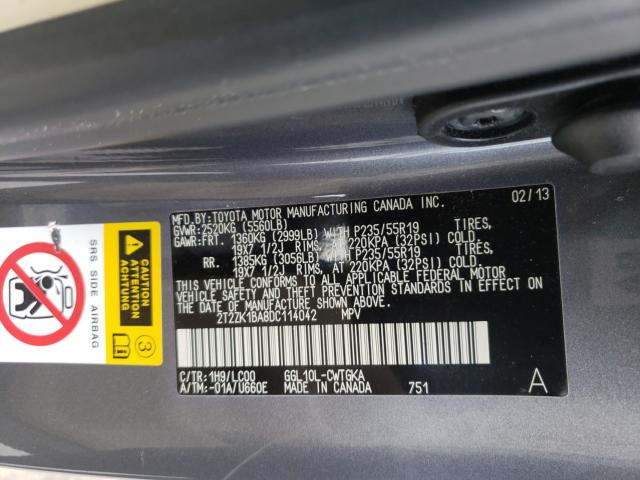 MFD. BY: TOYOTA MOTOR MANUFACTURING CANADA INC. 02/13
GVWR: 2520KG (5560LB)
GAWR: FRT. 1360KG (2999LB) WITH P235/55R19 TIRES,
19X7 1/2J RIMS, AT 220KPA (32PSI) COLD
RR. 1385KG (3056LB) WITH P235/55R19 TIRES,
19X7 1/2J RIMS, AT 220KPA (32PSI) COLD.
THIS VEHICLE CONFORMS TO ALL APPLICABLE FEDERAL MOTOR
VEHICLE SAFETY AND THEFT PREVENTION STANDARDS IN EFFECT ON
THE DATE OF MANUFACTURE SHOWN ABOVE.
2T2ZK1BA8DC114042 MPV
C/TR: 1H9/LC00 GGL10L-CWTGKA
A/TM: -01A/U660E MADE IN CANADA 751 A
SRS SIDE AIRBAG
3